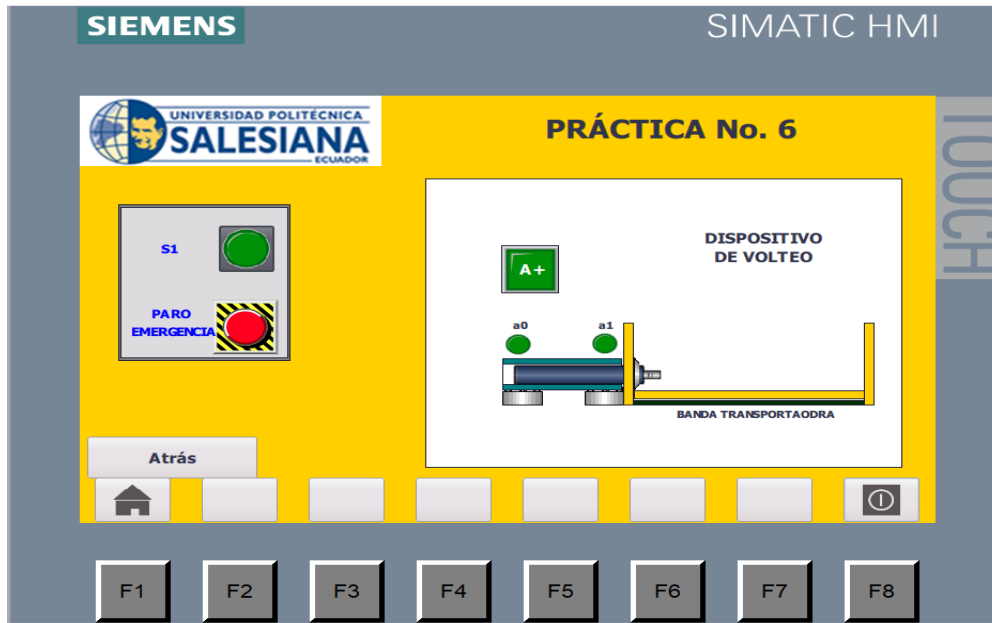 SIEMENS
SIMATIC HMI
TOUCH
UNIVERSIDAD POLITÉCNICA
SALESIANA
ECUADOR
PRÁCTICA No. 6
S1
PARO
EMERGENCIA
DISPOSITIVO
DE VOLTEO
A+
a0 a1
BANDA TRANSPORTAODRA
Atrás
F1 F2 F3 F4 F5 F6 F7 F8